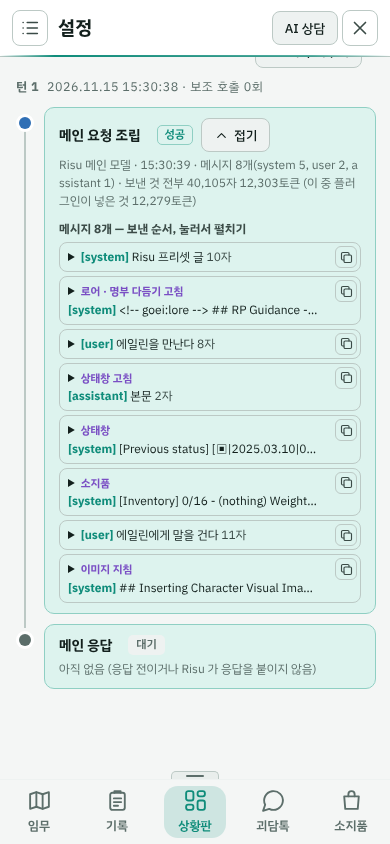 설정
AI 상담
턴 1 2026.11.15 15:30:38 · 보조 호출 0회
메인 요청 조립 성공 접기
Risu 메인 모델 · 15:30:39 · 메시지 8개(system 5, user 2, a
ssistant 1) · 보낸 것 전부 40,105자 12,303토큰 (이 중 플러
그인이 넣은 것 12,279토큰)
메시지 8개 — 보낸 순서, 눌러서 펼치기
▶ [system] Risu 프리셋 글 10자
▶ 로어 · 명부 다듬기 고침
[system] <!-- goei:lore --> ## RP Guidance -...
▶ [user] 에일린을 만난다 8자
▶ 상태창 고침
[assistant] 본문 2자
▶ 상태창
[system] [Previous status] [▣|2025.03.10|0...
▶ 소지품
[system] [Inventory] 0/16 - (nothing) Weight...
▶ [user] 에일린에게 말을 건다 11자
▶ 이미지 지침
[system] ## Inserting Character Visual Ima...
메인 응답 대기
아직 없음 (응답 전이거나 Risu 가 응답을 붙이지 않음)
임무 기록 상황판 괴담톡 소지품